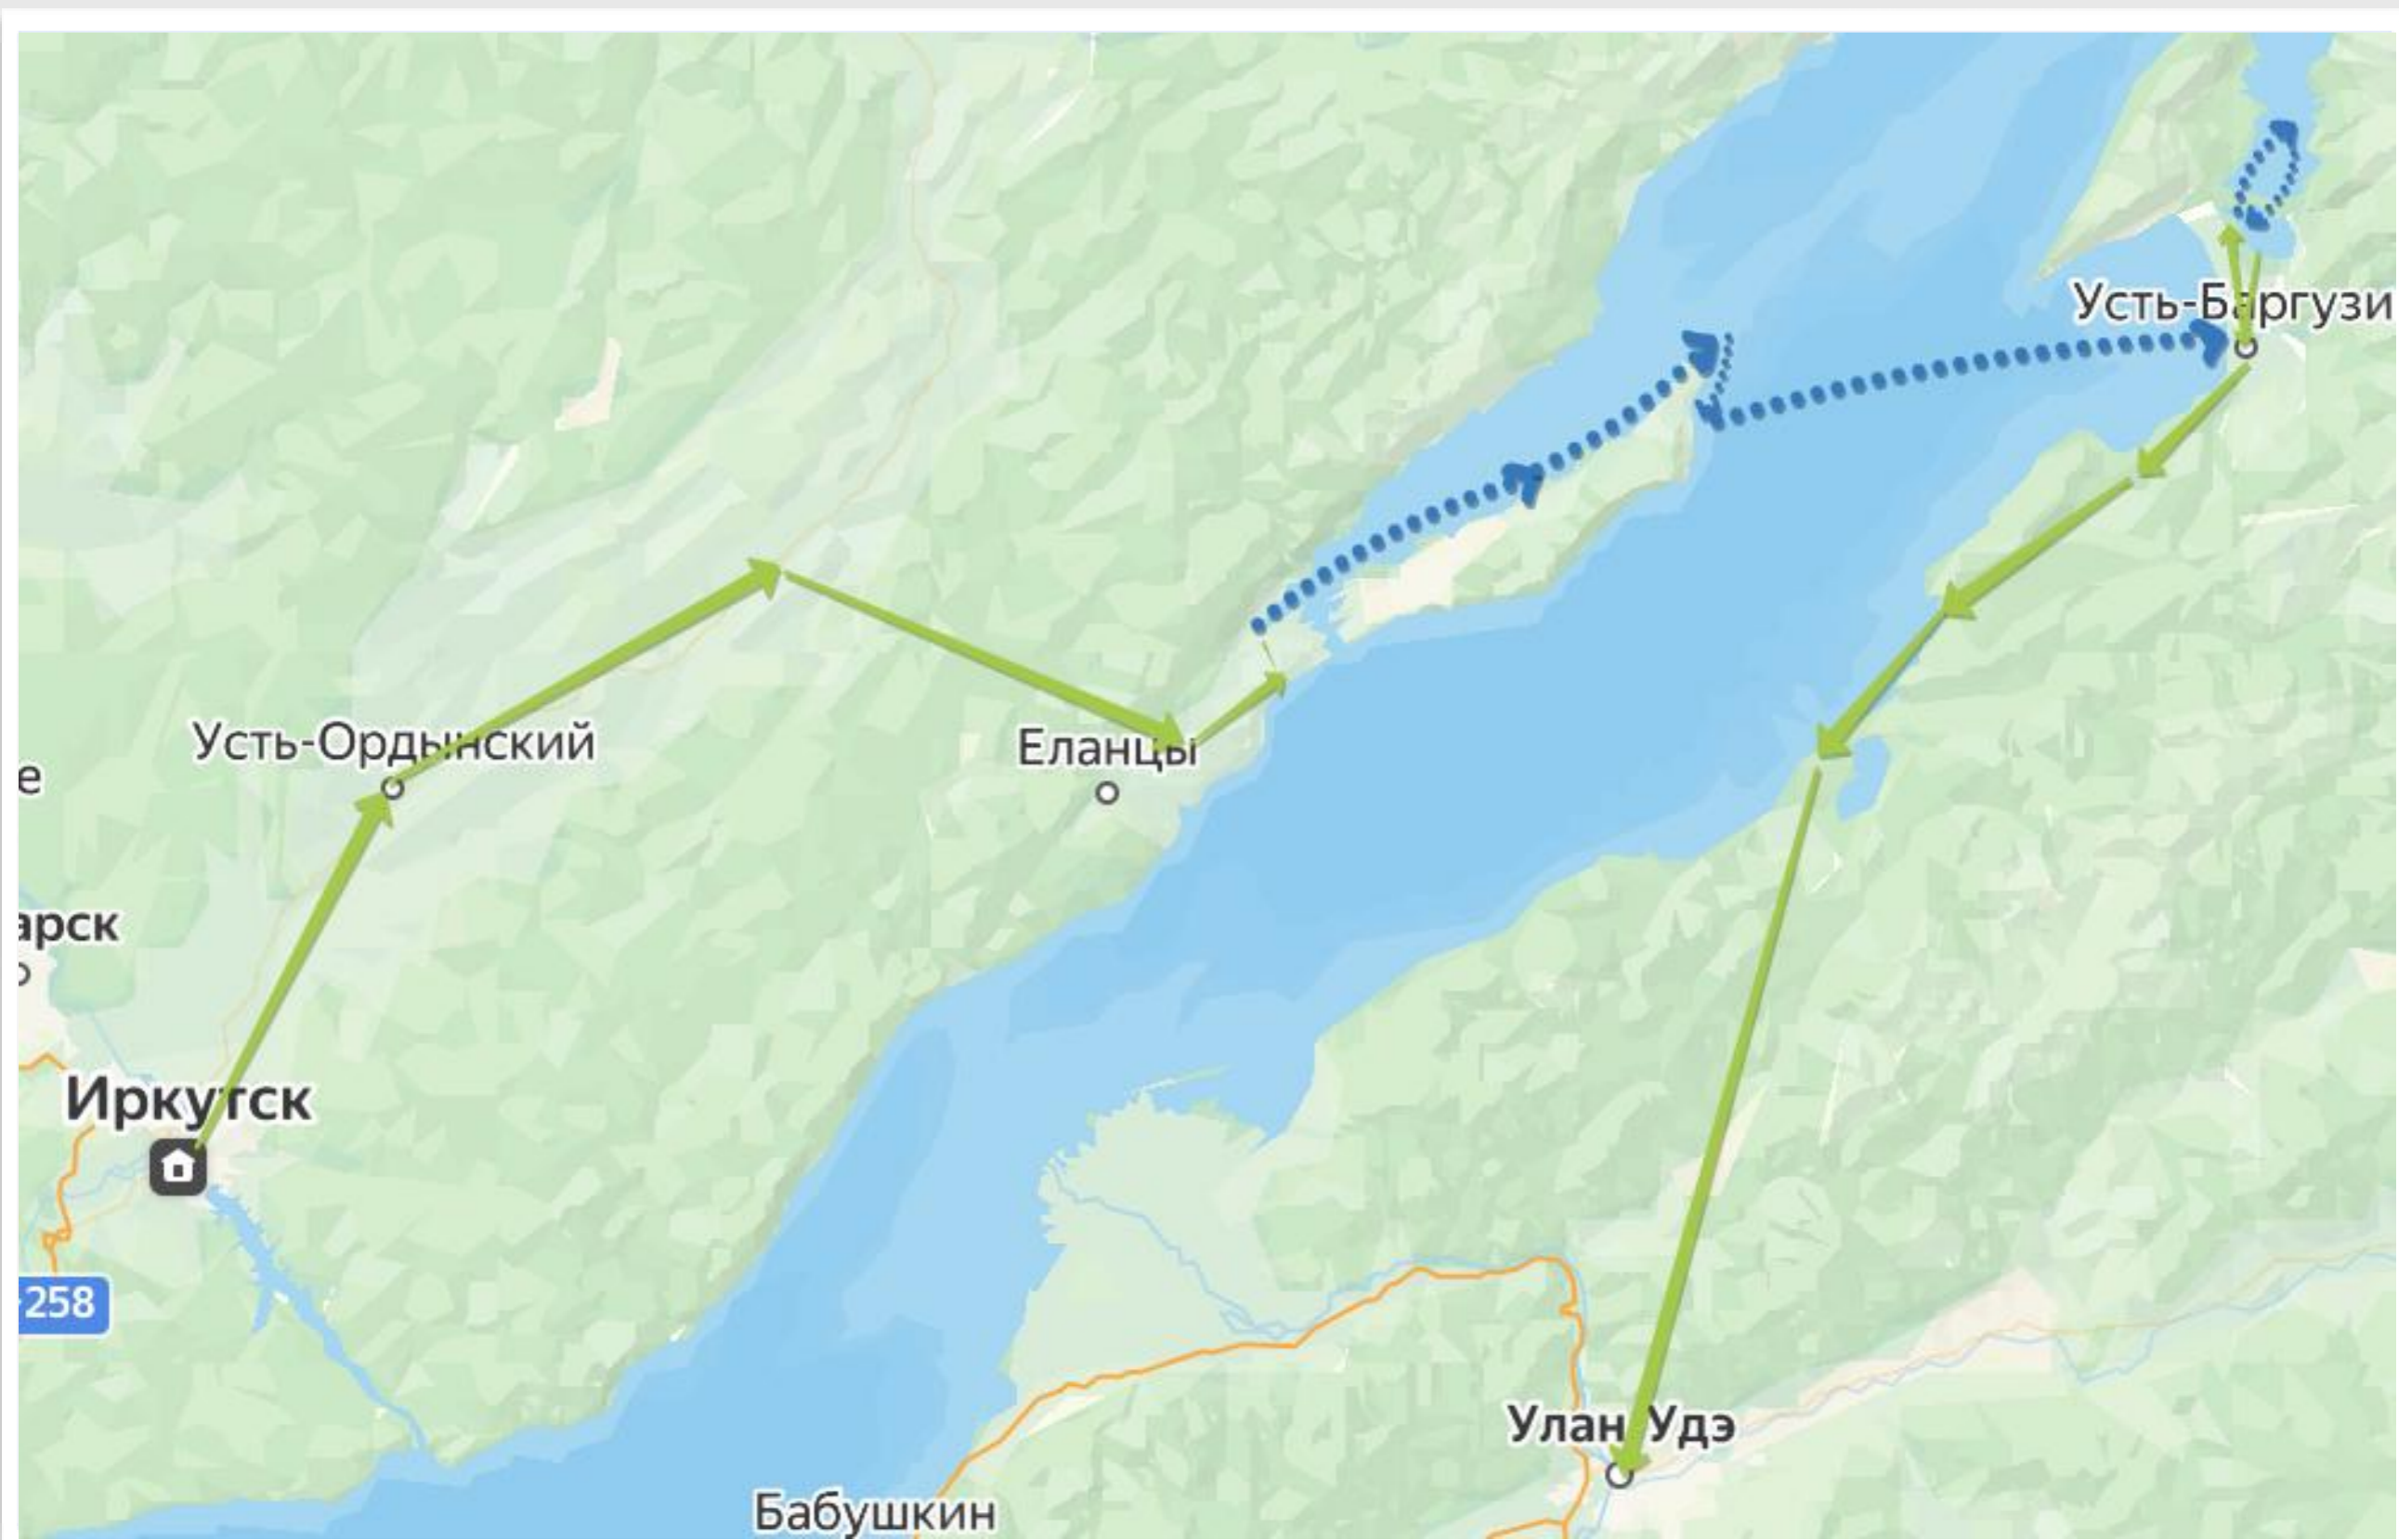 Усть-Баргузи
Усть-Ордынский
Еланцы
е
арск
Иркутск
258
Улан-Удэ
Бабушкин